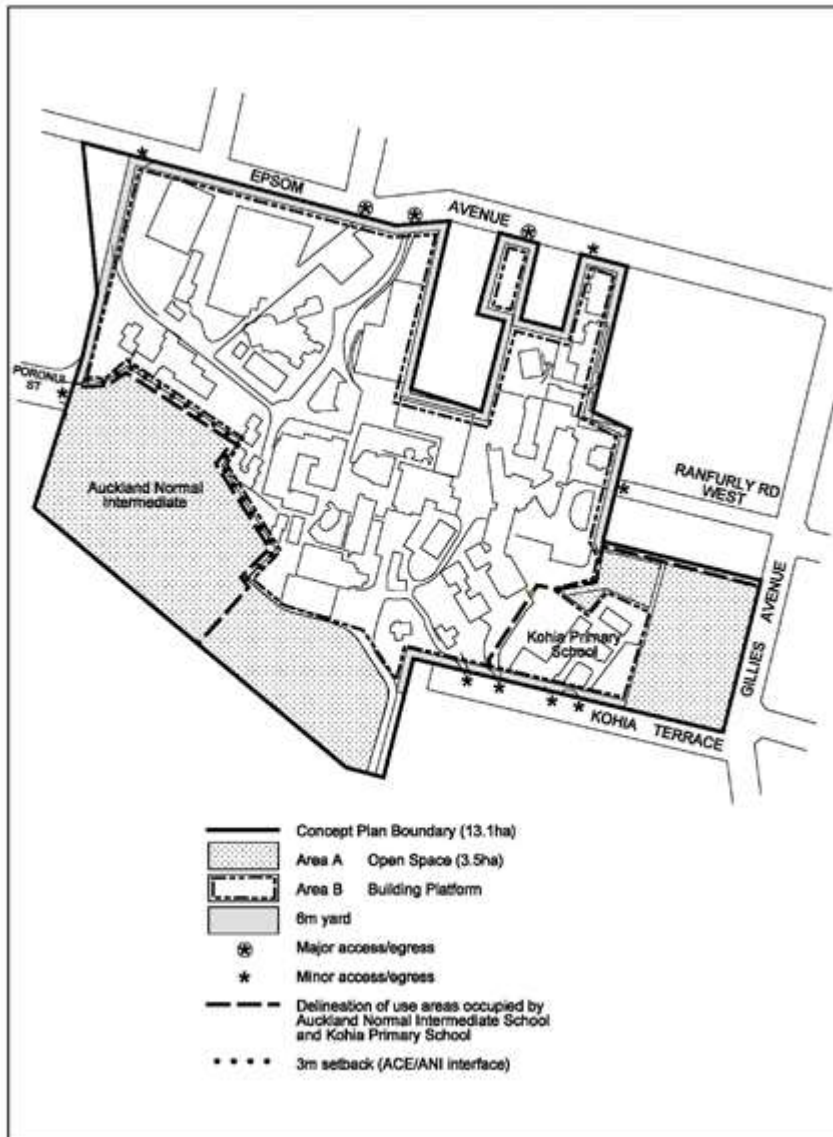 EPSOM AVENUE
PORONUI
ST
Auckland Normal
Intermediate
RANFURLY RD
WEST
GILLIES AVENUE
Kohia Primary
School
KOHIA TERRACE
Concept Plan Boundary (13.1ha)
Area A Open Space (3.5ha)
Area B Building Platform
6m yard
Major access/egress
Minor access/egress
Delineation of use areas occupied by
Auckland Normal Intermediate School
and Kohia Primary School
3m setback (ACE/ANI interface)